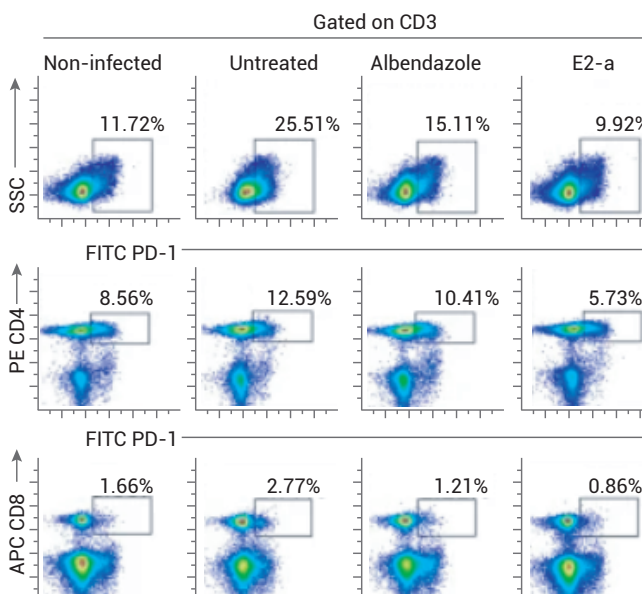 Gated on CD3
Non-infected Untreated Albendazole E2-a
11.72% 25.51% 15.11% 9.92%
SSC
FITC PD-1
8.56% 12.59% 10.41% 5.73%
PE CD4
FITC PD-1
1.66% 2.77% 1.21% 0.86%
APC CD8